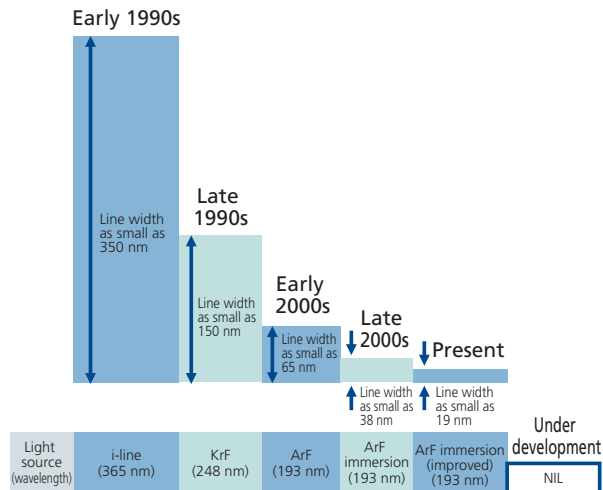 Early 1990s
Line width
as small as
350 nm
Late
1990s
Line width
as small as
150 nm
Early
2000s
Line width
as small as
65 nm
Late
2000s
Line width
as small as
38 nm
Present
Line width
as small as
19 nm
Under
development
Light
source
(wavelength)
i-line
(365 nm)
KrF
(248 nm)
ArF
(193 nm)
ArF
immersion
(193 nm)
ArF immersion
(improved)
(193 nm)
NIL